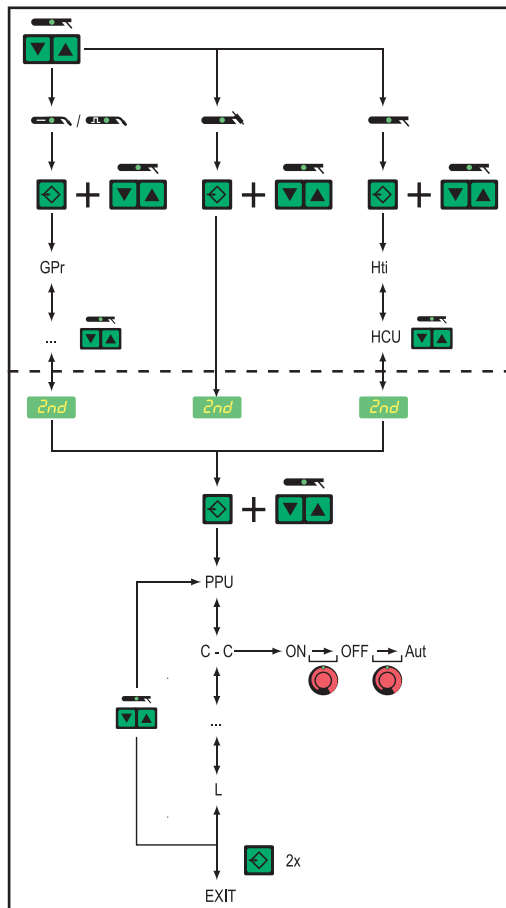 /
+ + +
GPr Hti
... HCU
2nd 2nd 2nd
+
PPU
C - C ON OFF Aut
...
L
2x
EXIT